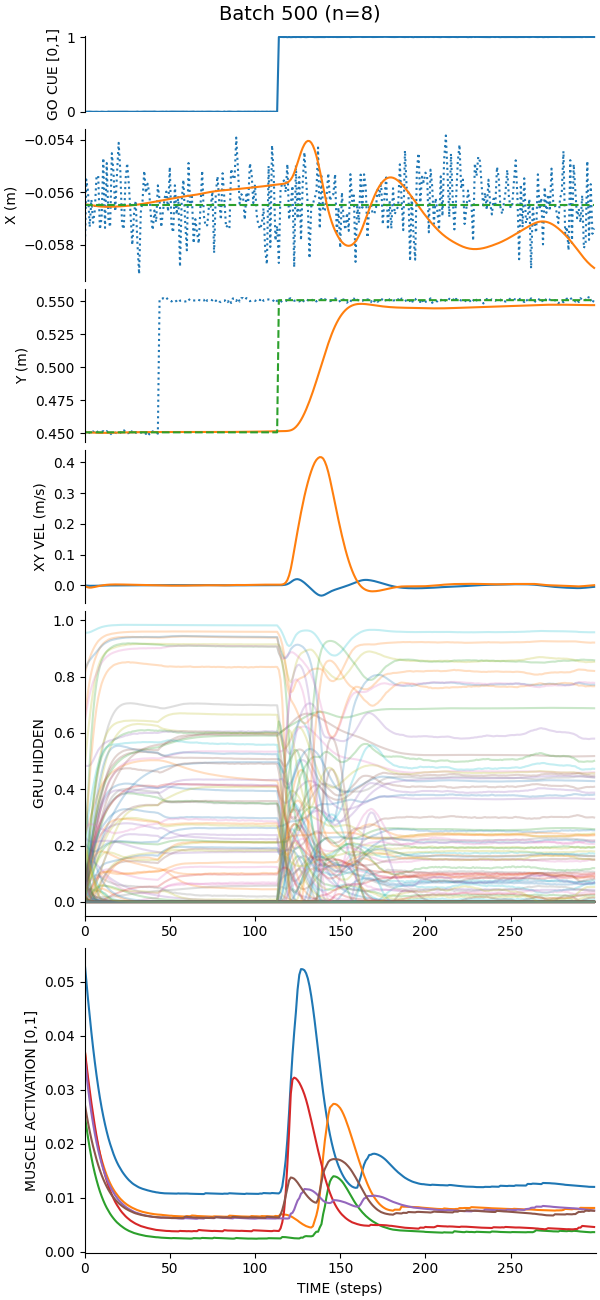 Batch 500 (n=8)
GO CUE [0,1]
1
0
X (m)
−0.054
−0.056
−0.058
Y (m)
0.550
0.525
0.500
0.475
0.450
XY VEL (m/s)
0.4
0.3
0.2
0.1
0.0
GRU HIDDEN
1.0
0.8
0.6
0.4
0.2
0.0
0 50 100 150 200 250
MUSCLE ACTIVATION [0,1]
0.05
0.04
0.03
0.02
0.01
0.00
0 50 100 150 200 250
TIME (steps)